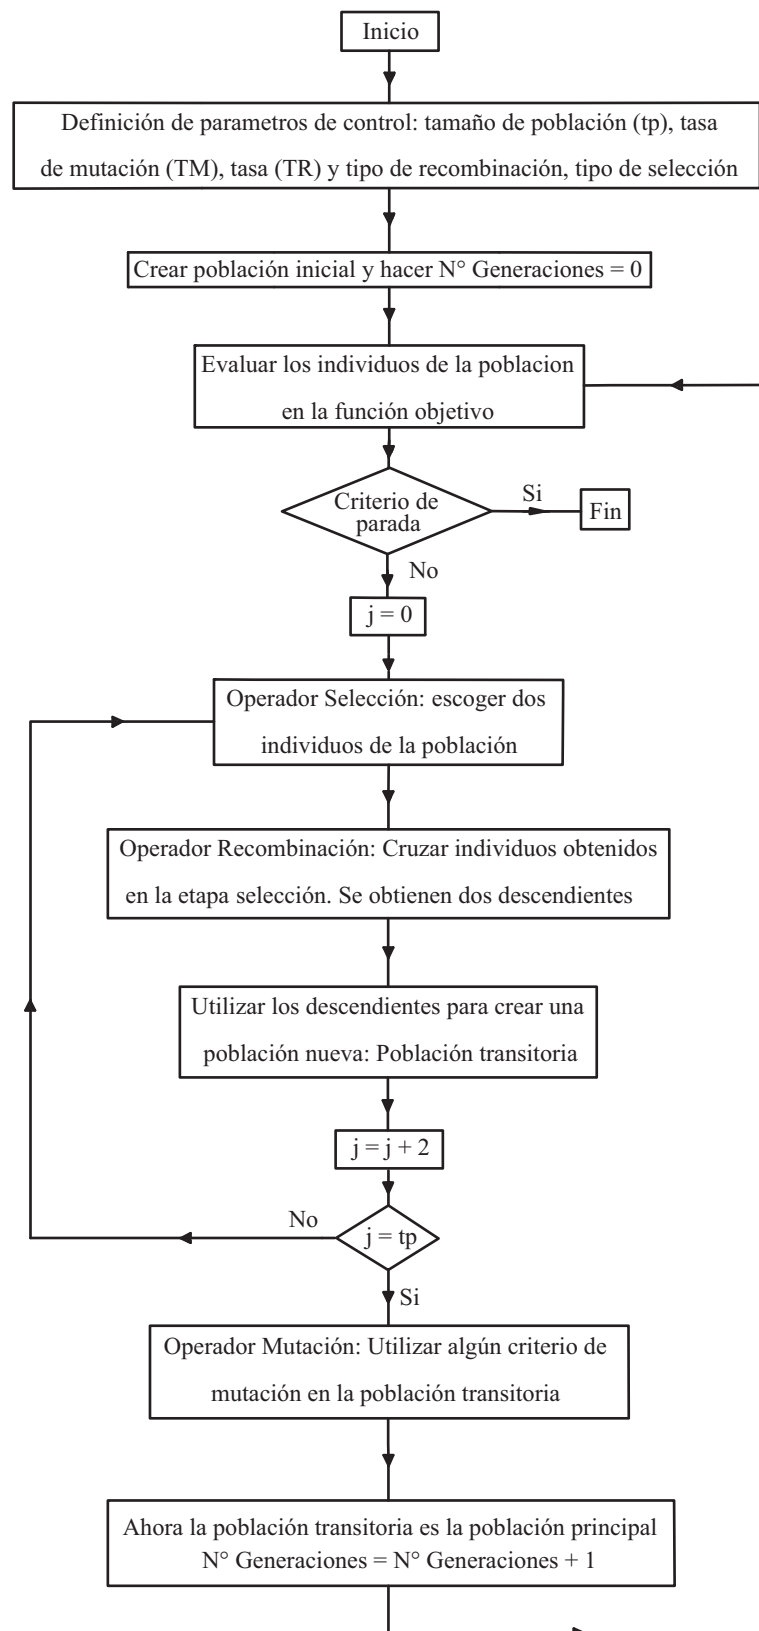 Inicio
Definición de parametros de control: tamaño de población (tp), tasa
de mutación (TM), tasa (TR) y tipo de recombinación, tipo de selección
Crear población inicial y hacer N° Generaciones = 0
Evaluar los individuos de la poblacion
en la función objetivo
Criterio de
parada
Si
Fin
No
j = 0
Operador Selección: escoger dos
individuos de la población
Operador Recombinación: Cruzar individuos obtenidos
en la etapa selección. Se obtienen dos descendientes
Utilizar los descendientes para crear una
población nueva: Población transitoria
j = j + 2
No
j = tp
Si
Operador Mutación: Utilizar algún criterio de
mutación en la población transitoria
Ahora la población transitoria es la población principal
N° Generaciones = N° Generaciones + 1